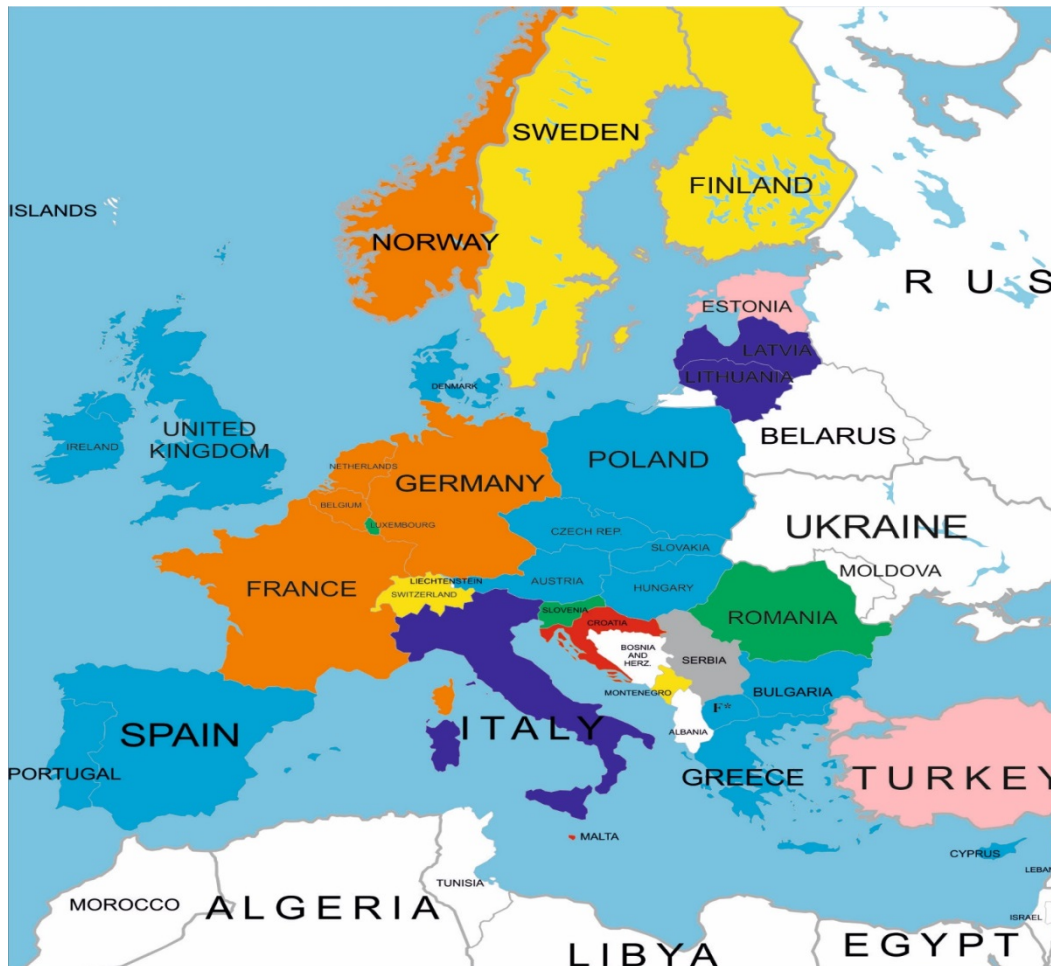 SWEDEN
FINLAND
ISLANDS
NORWAY
R U S
ESTONIA
LATVIA
LITHUANIA
DENMARK
BELARUS
UNITED
KINGDOM
IRELAND
POLAND
NETHERLANDS
GERMANY
BELGIUM
LUXEMBOURG
CZECH REP.
UKRAINE
SLOVAKIA
MOLDOVA
FRANCE
LIECHTENSTEIN
SWITZERLAND
AUSTRIA
HUNGARY
SLOVENIA
ROMANIA
CROATIA
BOSNIA
AND
HERZ.
SERBIA
MONTENEGRO
BULGARIA
F*
ITALY
ALBANIA
SPAIN
PORTUGAL
GREECE
TURKEY
MALTA
CYPRUS
LEBAN
TUNISIA
MOROCCO
ALGERIA
ISRAEL
LIBYA
EGYPT